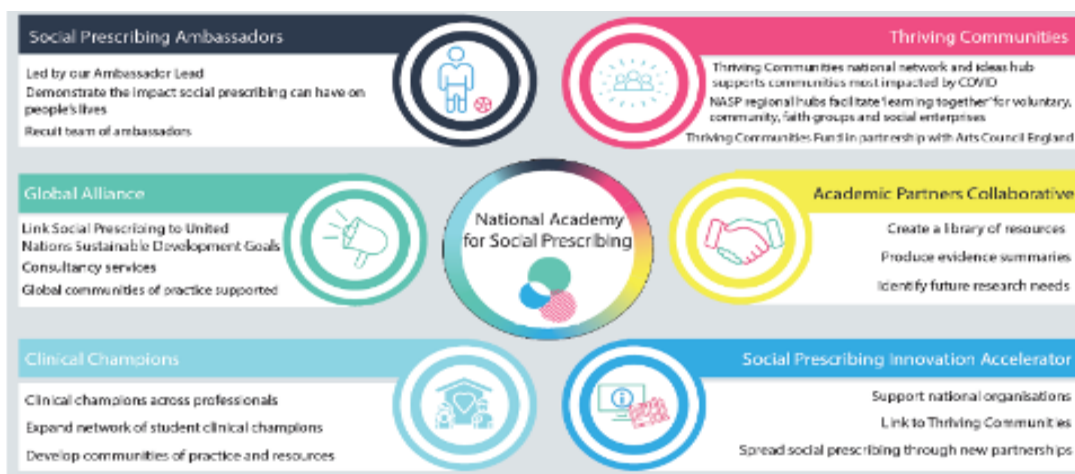 Social Prescribing Ambassadors
Led by our Ambassador Lead
Demonstrate the impact social prescribing can have on
people's lives
Recuit team of ambassadors
Thriving Communities
Thriving Communities national network and ideas hub
supports communities most impacted by COVID
NASP regional hubs facilitate 'learning together' for voluntary,
community, faith groups and social enterprises
Thriving Communities Fund in partnership with Arts Council England
Global Alliance
Link Social Prescribing to United
Nations Sustainable Development Goals
Consultancy services
Global communities of practice supported
National Academy
for Social Prescribing
Academic Partners Collaborative
Create a library of resources
Produce evidence summaries
Identify future research needs
Clinical Champions
Clinical champions across professionals
Expand network of student clinical champions
Develop communities of practice and resources
Social Prescribing Innovation Accelerator
Support national organisations
Link to Thriving Communities
Spread social prescribing through new partnerships